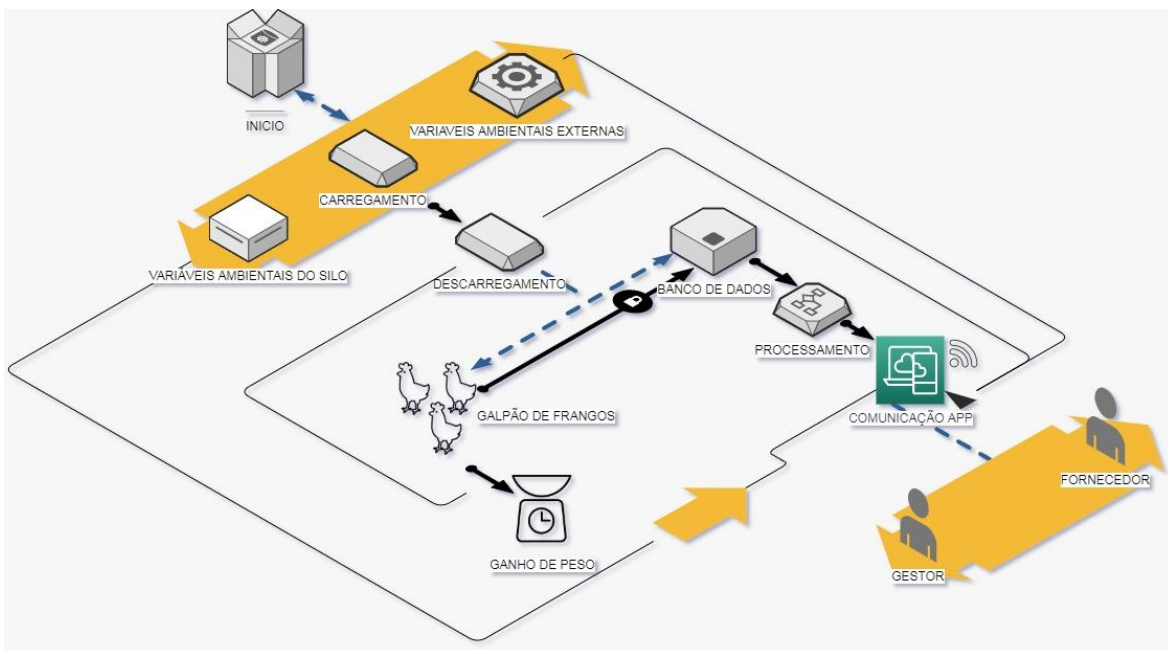 INICIO
VARIAVEIS AMBIENTAIS EXTERNAS
CARREGAMENTO
VARIÁVEIS AMBIENTAIS DO SILO
DESCARREGAMENTO
BANCO DE DADOS
PROCESSAMENTO
GALPÃO DE FRANGOS
COMUNICAÇÃO APP
FORNECEDOR
GANHO DE PESO
GESTOR